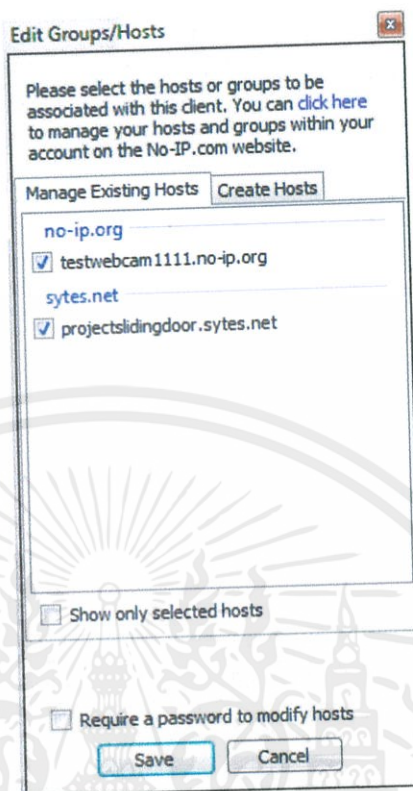 Edit Groups/Hosts
Please select the hosts or groups to be
associated with this client. You can click here
to manage your hosts and groups within your
account on the No-IP.com website.
Manage Existing Hosts Create Hosts
no-ip.org
testwebcam1111.no-ip.org
sytes.net
projectslidingdoor.sytes.net
Show only selected hosts
Require a password to modify hosts
Save Cancel